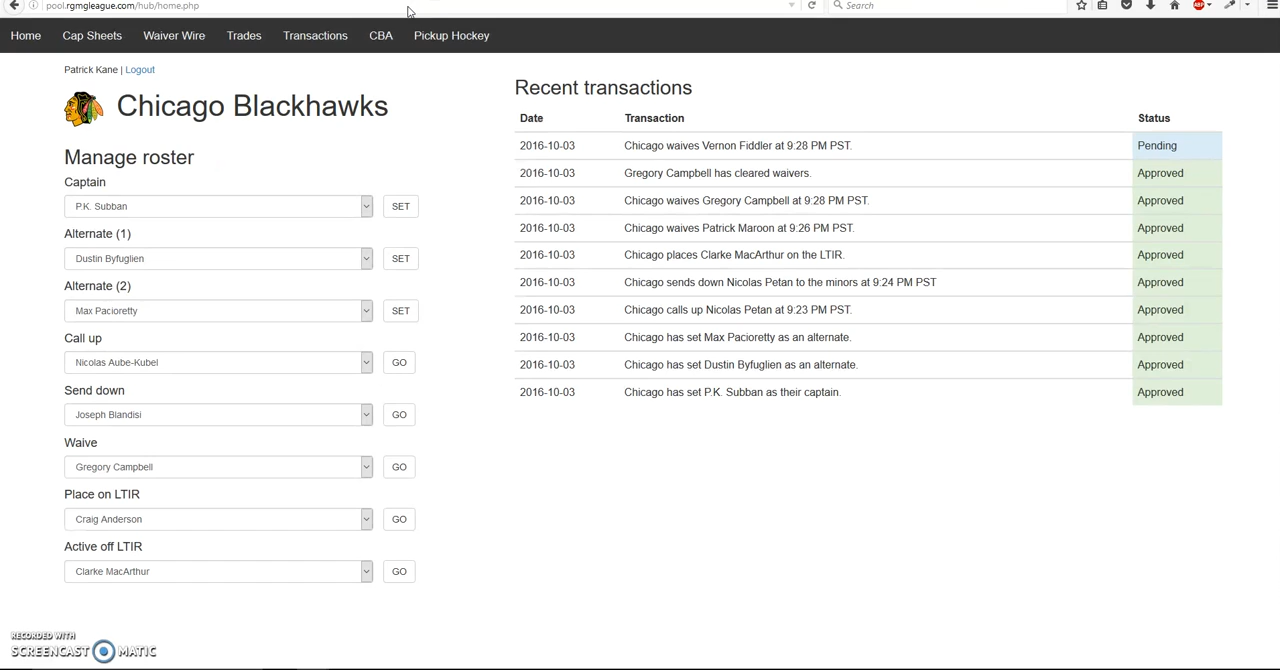 pool.rgmgleague.com/hub/home.php
Search
ABP
Home Cap Sheets Waiver Wire Trades Transactions CBA Pickup Hockey
Patrick Kane | Logout
Chicago Blackhawks
Manage roster
Captain
P.K. Subban SET
Alternate (1)
Dustin Byfuglien SET
Alternate (2)
Max Pacioretty SET
Call up
Nicolas Aube-Kubel GO
Send down
Joseph Blandisi GO
Waive
Gregory Campbell GO
Place on LTIR
Craig Anderson GO
Active off LTIR
Clarke MacArthur GO
Recent transactions
Date Transaction Status
2016-10-03 Chicago waives Vernon Fiddler at 9:28 PM PST. Pending
2016-10-03 Gregory Campbell has cleared waivers. Approved
2016-10-03 Chicago waives Gregory Campbell at 9:28 PM PST. Approved
2016-10-03 Chicago waives Patrick Maroon at 9:26 PM PST. Approved
2016-10-03 Chicago places Clarke MacArthur on the LTIR. Approved
2016-10-03 Chicago sends down Nicolas Petan to the minors at 9:24 PM PST Approved
2016-10-03 Chicago calls up Nicolas Petan at 9:23 PM PST. Approved
2016-10-03 Chicago has set Max Pacioretty as an alternate. Approved
2016-10-03 Chicago has set Dustin Byfuglien as an alternate. Approved
2016-10-03 Chicago has set P.K. Subban as their captain. Approved
RECORDED WITH
SCREENCAST MATIC